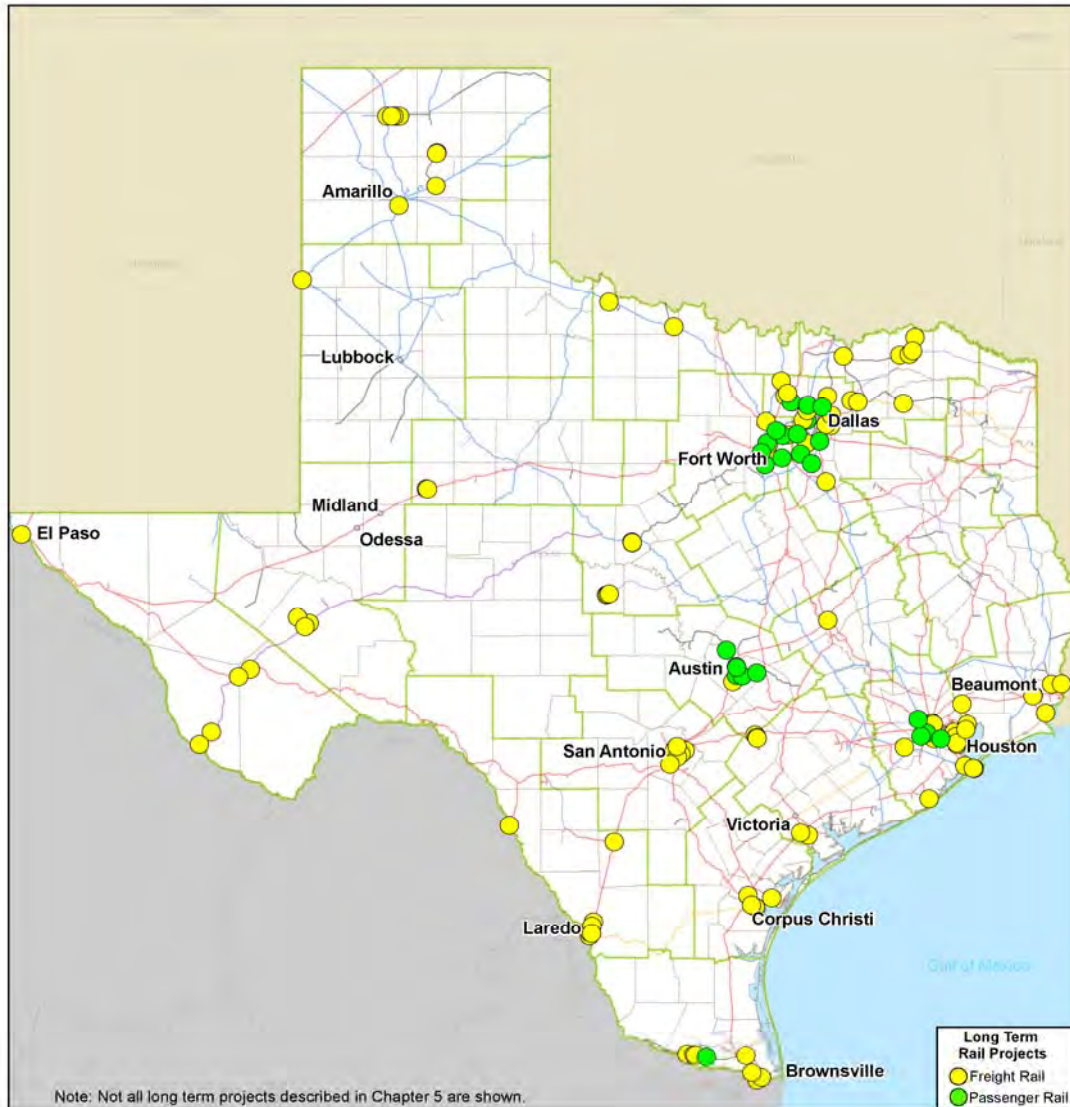 Amarillo
Lubbock
Dallas
Fort Worth
Midland
El Paso
Odessa
Austin
Beaumont
San Antonio
Houston
Victoria
Corpus Christi
Laredo
Gulf of Mexico
Long Term
Rail Projects
Freight Rail
Brownsville
Note: Not all long term projects described in Chapter 5 are shown.
Passenger Rail